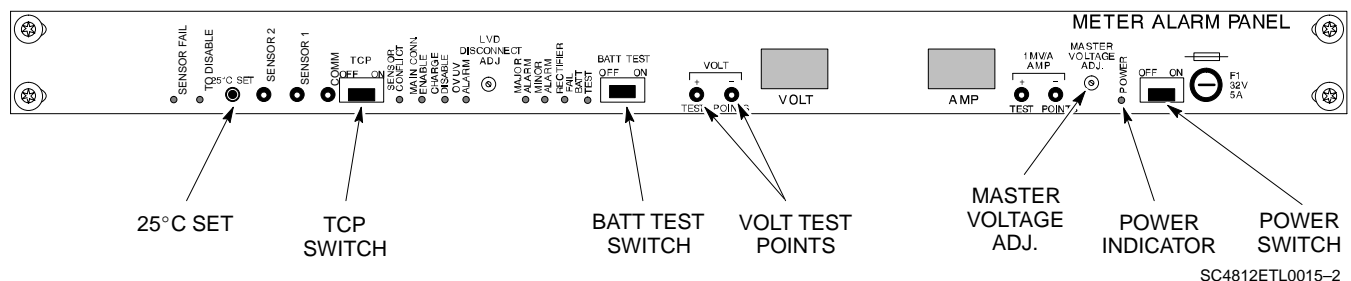 METER ALARM PANEL
SENSOR FAIL
TC DISABLE
25°C SET
SENSOR 2
SENSOR 1
COMM
TCP
OFF ON
SENSOR
CONFLICT
MAIN CONN.
ENABLE
CHARGE
DISABLE
OV/UV
ALARM
LVD
DISCONNECT
ADJ
MAJOR
ALARM
MINOR
ALARM
RECTIFIER
FAIL
BATT
TEST
BATT TEST
OFF ON
VOLT
+ -
TEST POINTS
VOLT
AMP
1MV/A
AMP
+ -
TEST POINT
MASTER
VOLTAGE
ADJ.
POWER
OFF ON
F1
32V
5A
25°C SET
TCP
SWITCH
BATT TEST
SWITCH
VOLT TEST
POINTS
MASTER
VOLTAGE
ADJ.
POWER
INDICATOR
POWER
SWITCH
SC4812ETL0015–2